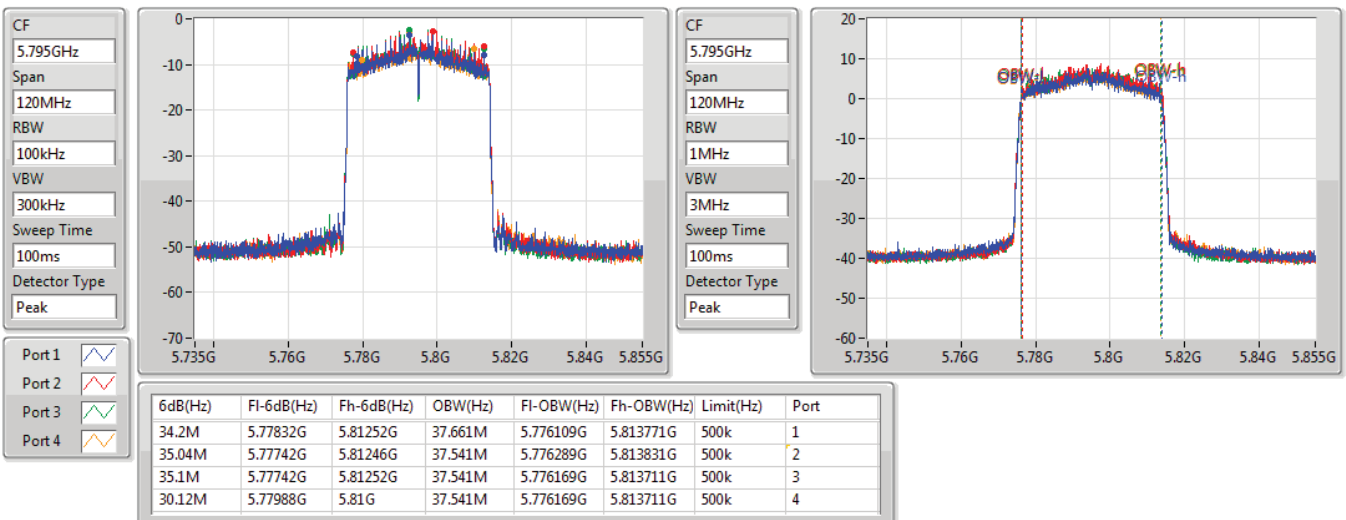 CF
5.795GHz
Span
120MHz
RBW
100kHz
VBW
300kHz
Sweep Time
100ms
Detector Type
Peak
0
-10
-20
-30
-40
-50
-60
-70
5.735G 5.76G 5.78G 5.8G 5.82G 5.84G 5.855G
CF
5.795GHz
Span
120MHz
RBW
1MHz
VBW
3MHz
Sweep Time
100ms
Detector Type
Peak
20
10
0
-10
-20
-30
-40
-50
-60
OBW-l OBW-h
5.735G 5.76G 5.78G 5.8G 5.82G 5.84G 5.855G
Port 1
Port 2
Port 3
Port 4
6dB(Hz) Fl-6dB(Hz) Fh-6dB(Hz) OBW(Hz) Fl-OBW(Hz) Fh-OBW(Hz) Limit(Hz) Port
34.2M 5.77832G 5.81252G 37.661M 5.776109G 5.813771G 500k 1
35.04M 5.77742G 5.81246G 37.541M 5.776289G 5.813831G 500k 2
35.1M 5.77742G 5.81252G 37.541M 5.776169G 5.813711G 500k 3
30.12M 5.77988G 5.81G 37.541M 5.776169G 5.813711G 500k 4